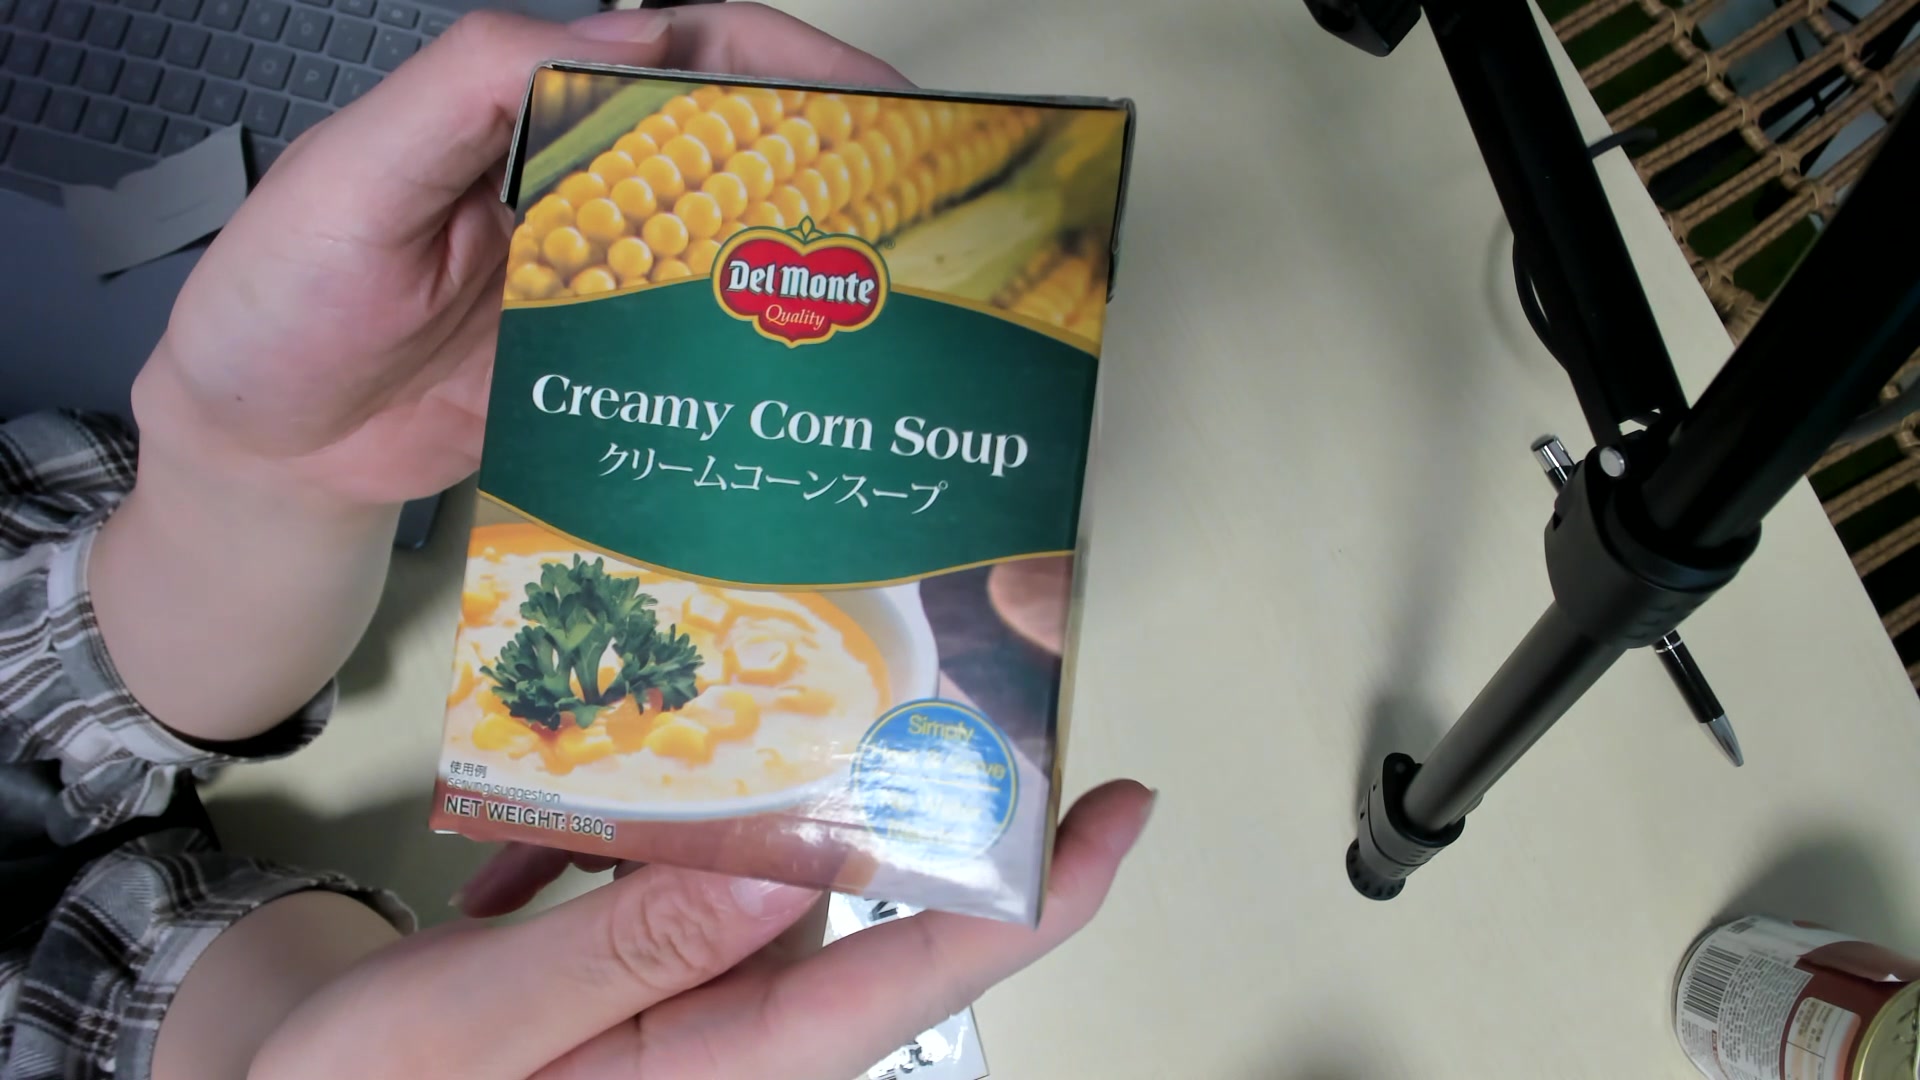 Del Monte
Quality
Creamy Corn Soup
クリームコーンスープ
Simply
使用例
serving suggestion
NET WEIGHT: 380g